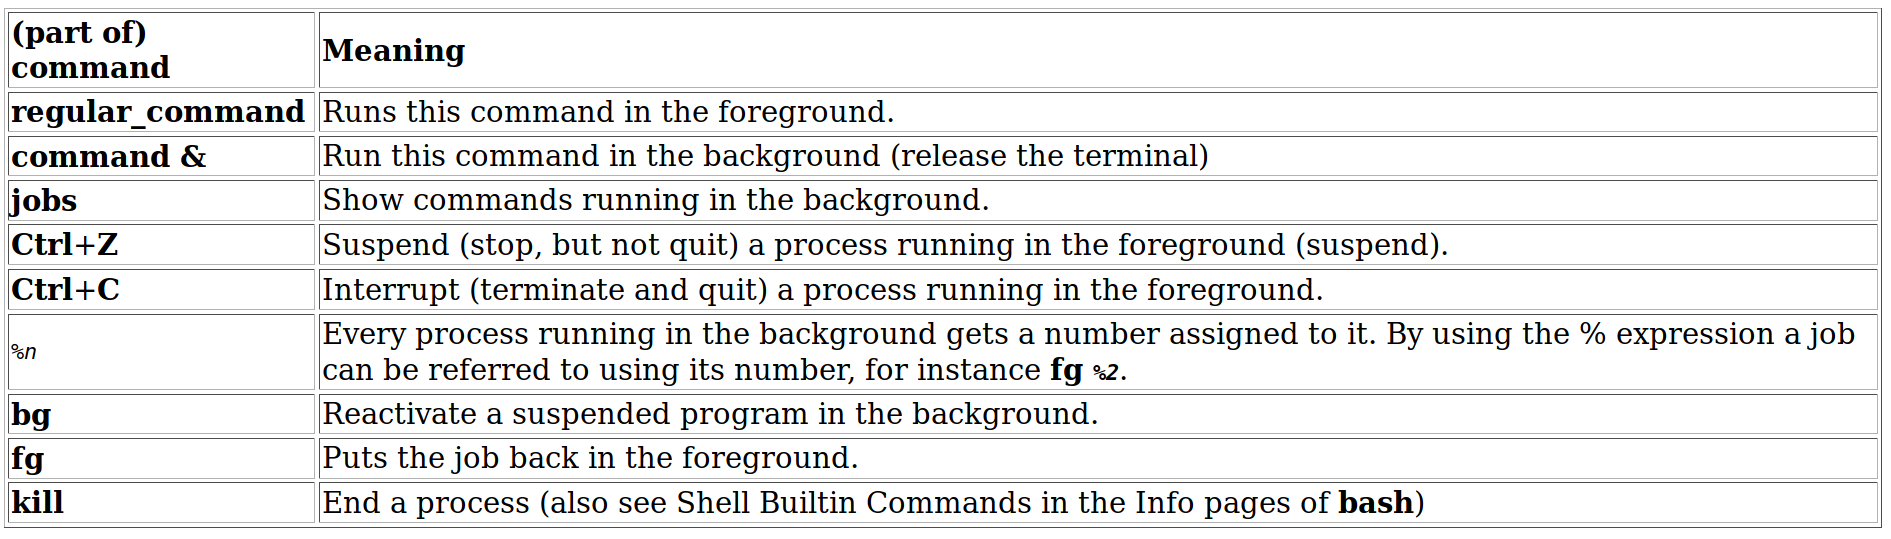 (part of)
command
Meaning
regular_command Runs this command in the foreground.
command & Run this command in the background (release the terminal)
jobs Show commands running in the background.
Ctrl+Z Suspend (stop, but not quit) a process running in the foreground (suspend).
Ctrl+C Interrupt (terminate and quit) a process running in the foreground.
%n
Every process running in the background gets a number assigned to it. By using the % expression a job
can be referred to using its number, for instance fg %2.
bg Reactivate a suspended program in the background.
fg Puts the job back in the foreground.
kill End a process (also see Shell Builtin Commands in the Info pages of bash)